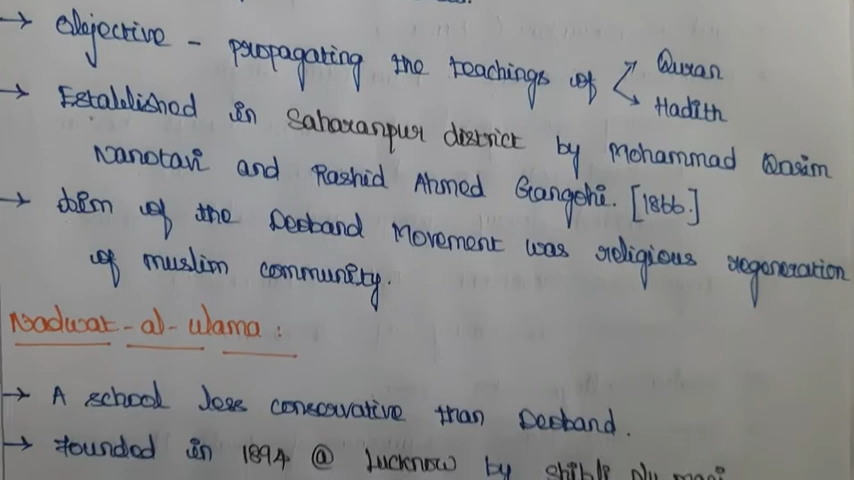 → Objective - propagating the teachings of Quran
Hadith
→ Established in Saharanpur district by Mohammad Qasim
Nanotavi and Rashid Ahmed Gangohi. [1866.]
→ Aim of the Deoband Movement was religious regeneration
of muslim community.
Nadwat-al-ulama:
→ A school less conservative than Deoband.
→ Founded in 1894 @ Lucknow by Shibli Numani